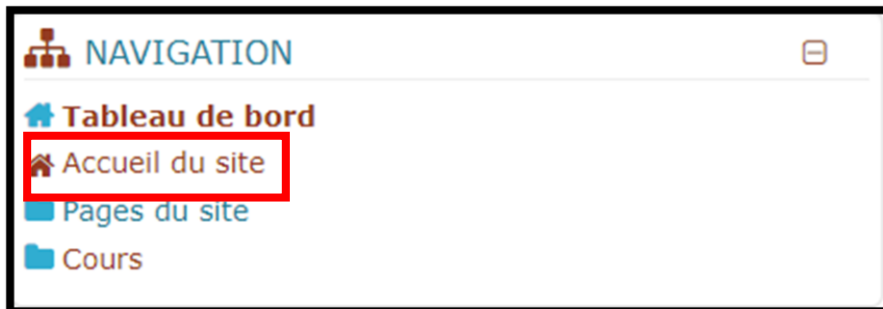 NAVIGATION
Tableau de bord
Accueil du site
Pages du site
Cours